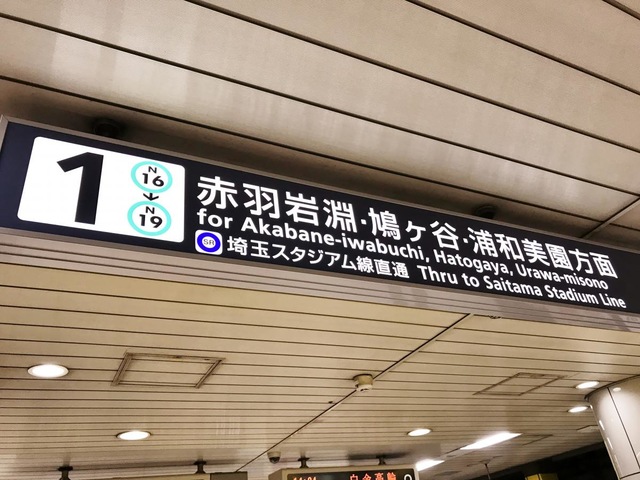 1
N
16
N
19
赤羽岩淵・鳩ヶ谷・浦和美園方面
for Akabane-iwabuchi, Hatogaya, Urawa-misono
SR 埼玉スタジアム線直通 Thru to Saitama Stadium Line